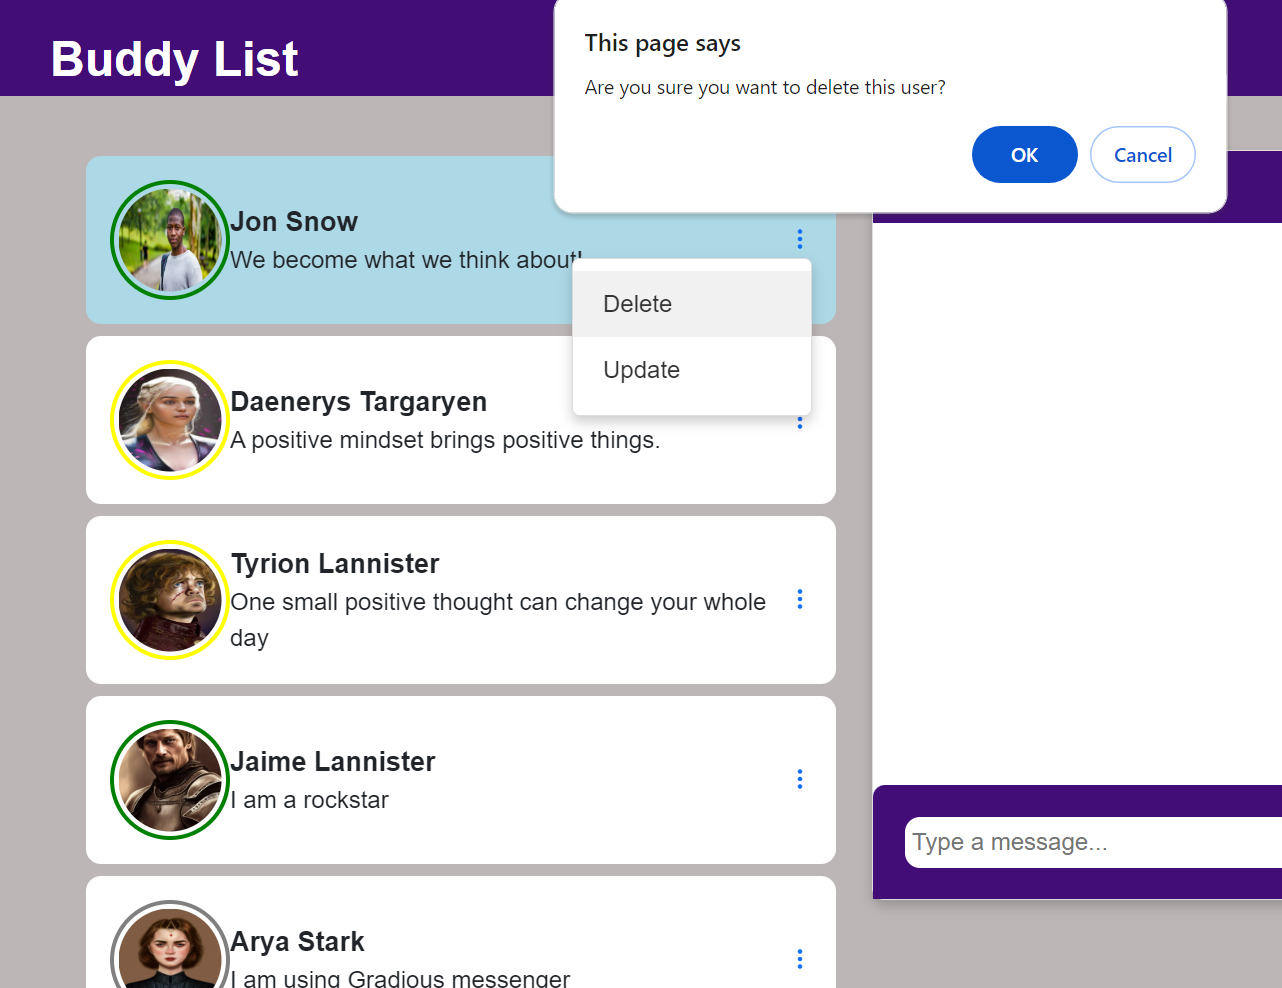 Buddy List
This page says
Are you sure you want to delete this user?
OK
Cancel
Jon Snow
We become what we think about!
Delete
Update
Daenerys Targaryen
A positive mindset brings positive things.
Tyrion Lannister
One small positive thought can change your whole
day
Jaime Lannister
I am a rockstar
Arya Stark
I am using Gradious messenger
Type a message...